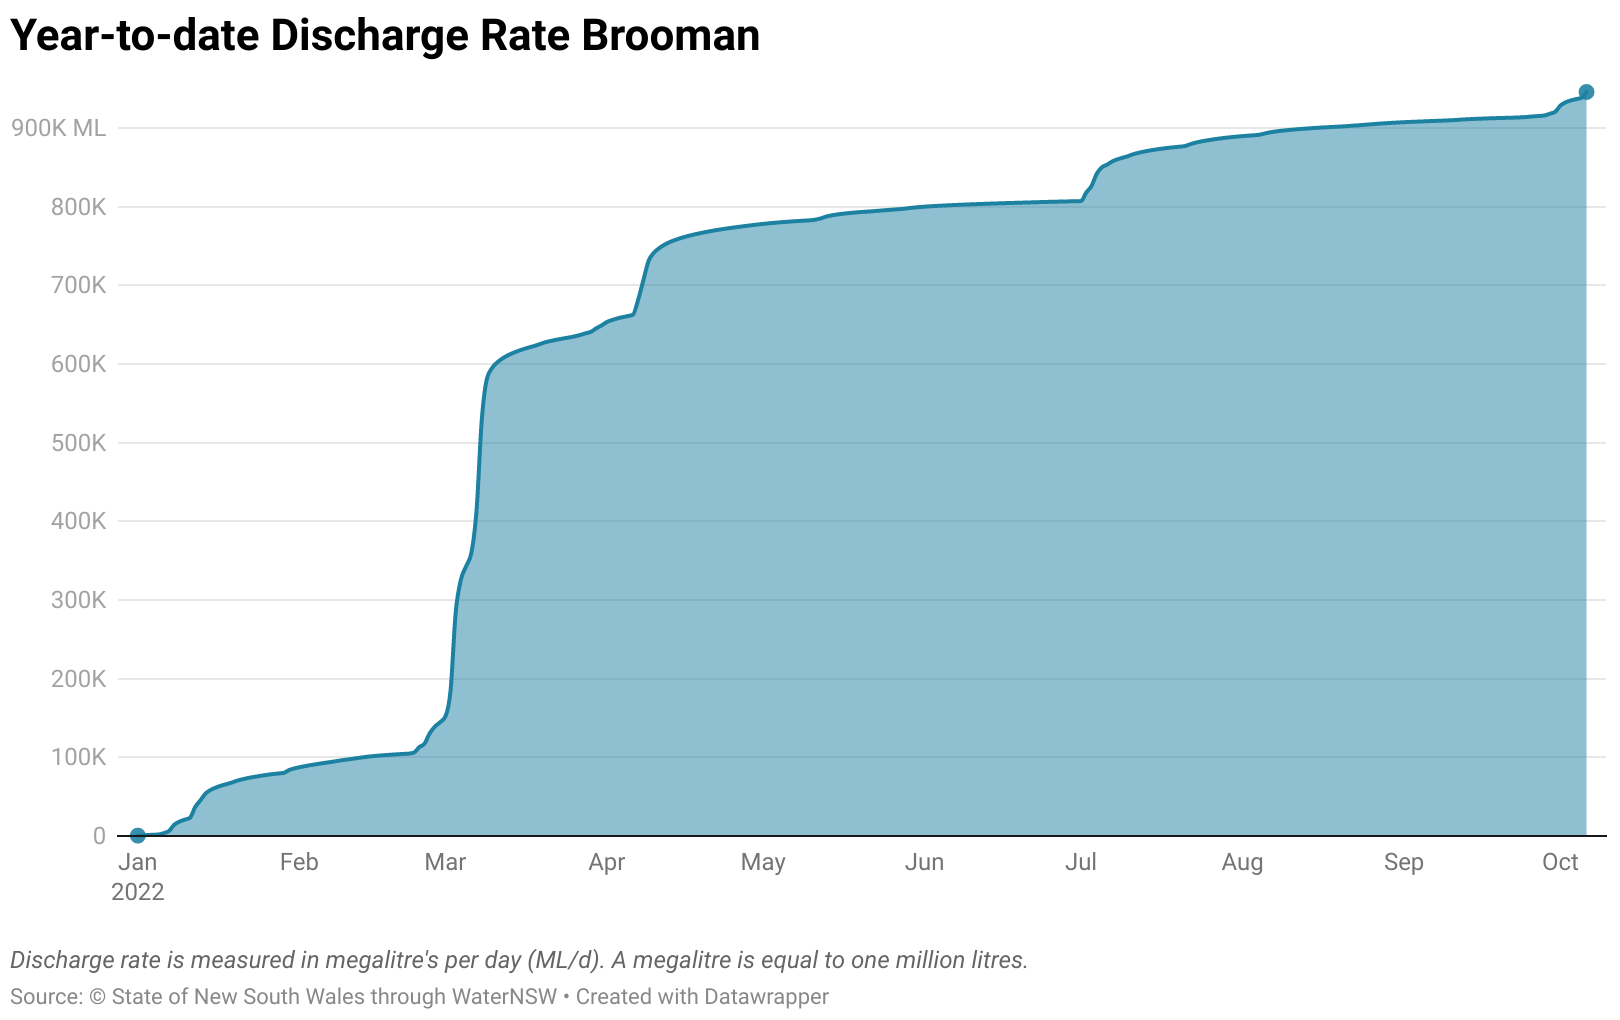 Year-to-date Discharge Rate Brooman
900K ML
800K
700K
600K
500K
400K
300K
200K
100K
0
Jan Feb Mar Apr May Jun Jul Aug Sep Oct
2022
Discharge rate is measured in megalitre's per day (ML/d). A megalitre is equal to one million litres.
Source: © State of New South Wales through WaterNSW • Created with Datawrapper